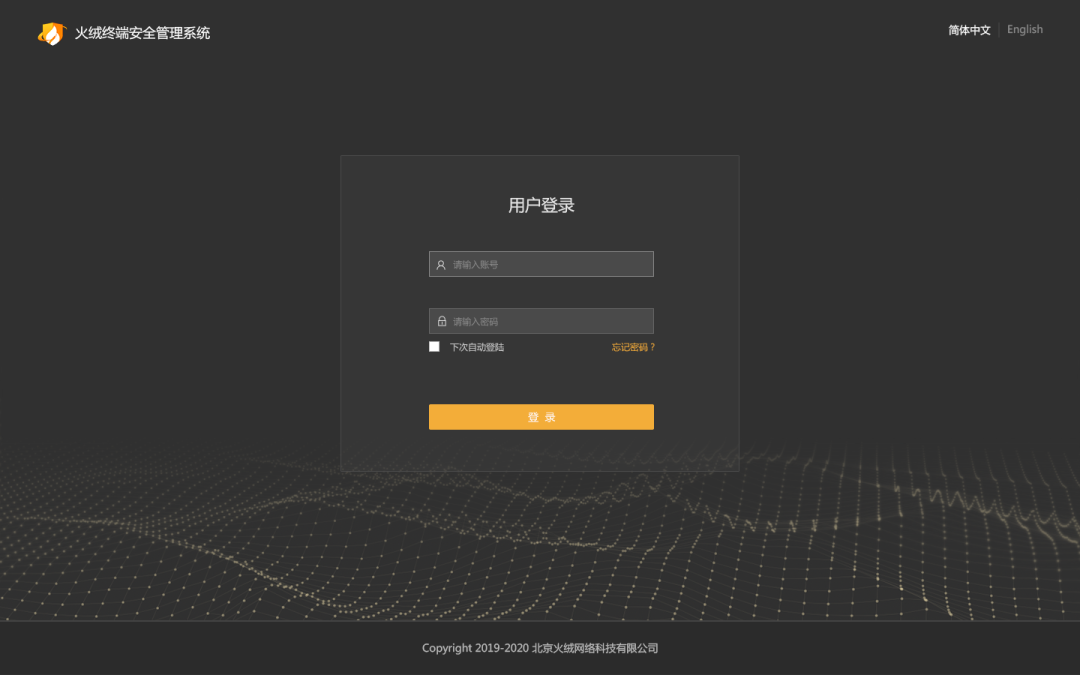 火绒终端安全管理系统
简体中文 English
用户登录
请输入账号
请输入密码
下次自动登陆 忘记密码？
登 录
Copyright 2019-2020 北京火绒网络科技有限公司